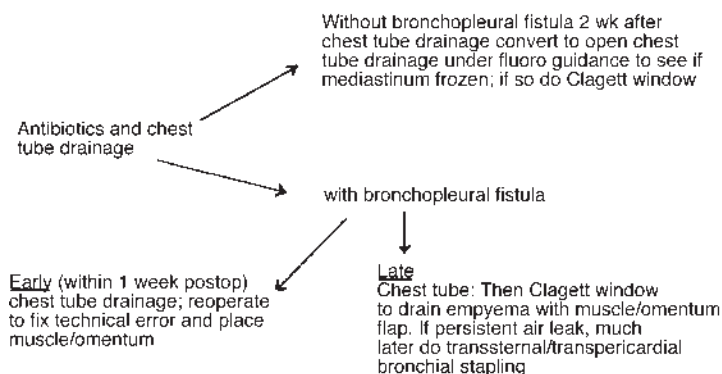 Without bronchopleural fistula 2 wk after
chest tube drainage convert to open chest
tube drainage under fluoro guidance to see if
mediastinum frozen; if so do Clagett window
Antibiotics and chest
tube drainage
with bronchopleural fistula
Early (within 1 week postop)
chest tube drainage; reoperate
to fix technical error and place
muscle/omentum
Late
Chest tube: Then Clagett window
to drain empyema with muscle/omentum
flap. If persistent air leak, much
later do transsternal/transpericardial
bronchial stapling